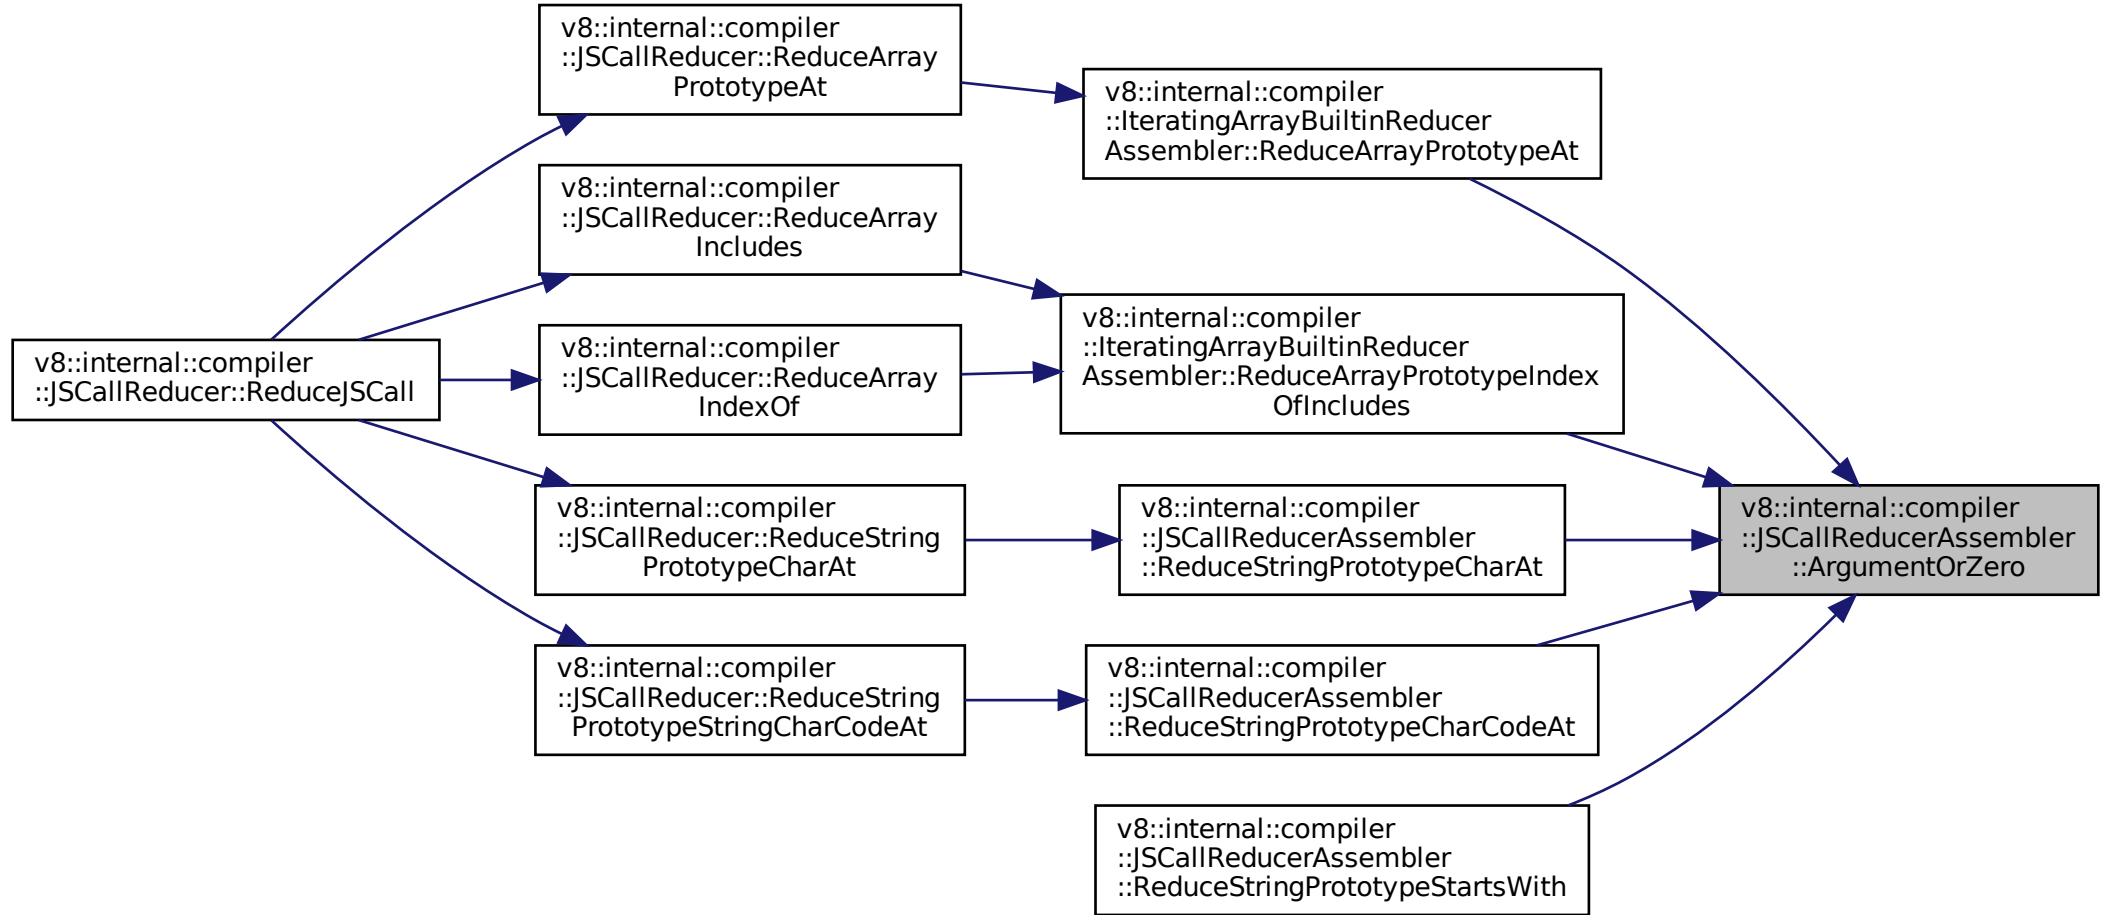 v8::internal::compiler
::JSCallReducer::ReduceArray
PrototypeAt
v8::internal::compiler
::IteratingArrayBuiltinReducer
Assembler::ReduceArrayPrototypeAt
v8::internal::compiler
::JSCallReducer::ReduceArray
Includes
v8::internal::compiler
::IteratingArrayBuiltinReducer
Assembler::ReduceArrayPrototypeIndex
OfIncludes
v8::internal::compiler
::JSCallReducer::ReduceJSCall
v8::internal::compiler
::JSCallReducer::ReduceArray
IndexOf
v8::internal::compiler
::JSCallReducer::ReduceString
PrototypeCharAt
v8::internal::compiler
::JSCallReducerAssembler
::ReduceStringPrototypeCharAt
v8::internal::compiler
::JSCallReducerAssembler
::ArgumentOrZero
v8::internal::compiler
::JSCallReducer::ReduceString
PrototypeStringCharCodeAt
v8::internal::compiler
::JSCallReducerAssembler
::ReduceStringPrototypeCharCodeAt
v8::internal::compiler
::JSCallReducerAssembler
::ReduceStringPrototypeStartsWith